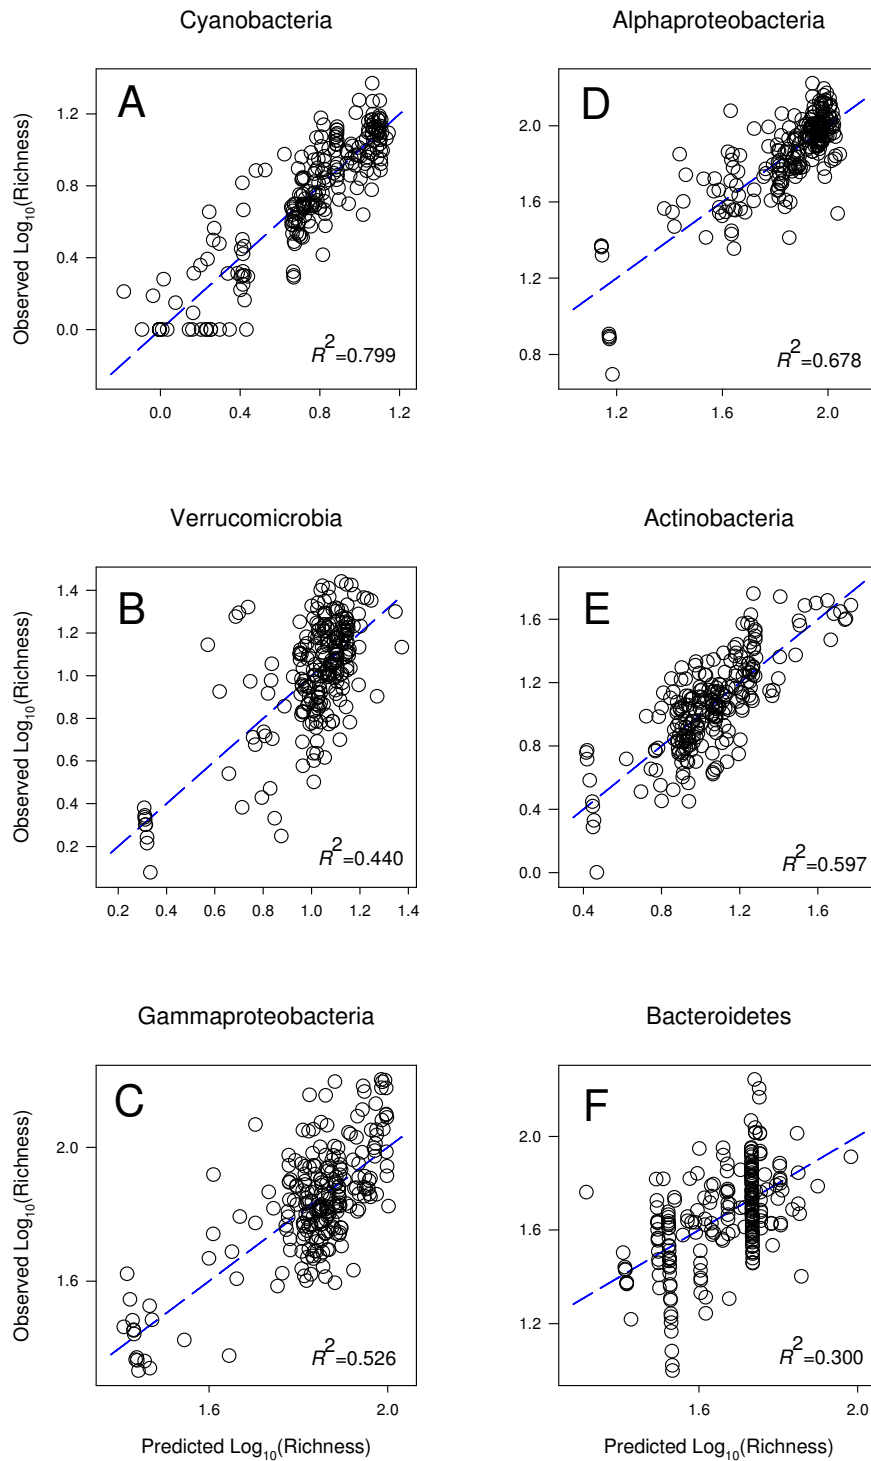 Cyanobacteria
A
Observed Log10(Richness)
1.2
0.8
0.4
0.0
R2=0.799
0.0 0.4 0.8 1.2
Alphaproteobacteria
D
2.0
1.6
1.2
0.8
R2=0.678
1.2 1.6 2.0
Verrucomicrobia
B
Observed Log10(Richness)
1.4
1.2
1.0
0.8
0.6
0.4
0.2
R2=0.440
0.2 0.4 0.6 0.8 1.0 1.2 1.4
Actinobacteria
E
1.6
1.2
0.8
0.4
0.0
R2=0.597
0.4 0.8 1.2 1.6
Gammaproteobacteria
C
Observed Log10(Richness)
2.0
1.6
R2=0.526
1.6 2.0
Predicted Log10(Richness)
Bacteroidetes
F
2.0
1.6
1.2
R2=0.300
1.6 2.0
Predicted Log10(Richness)